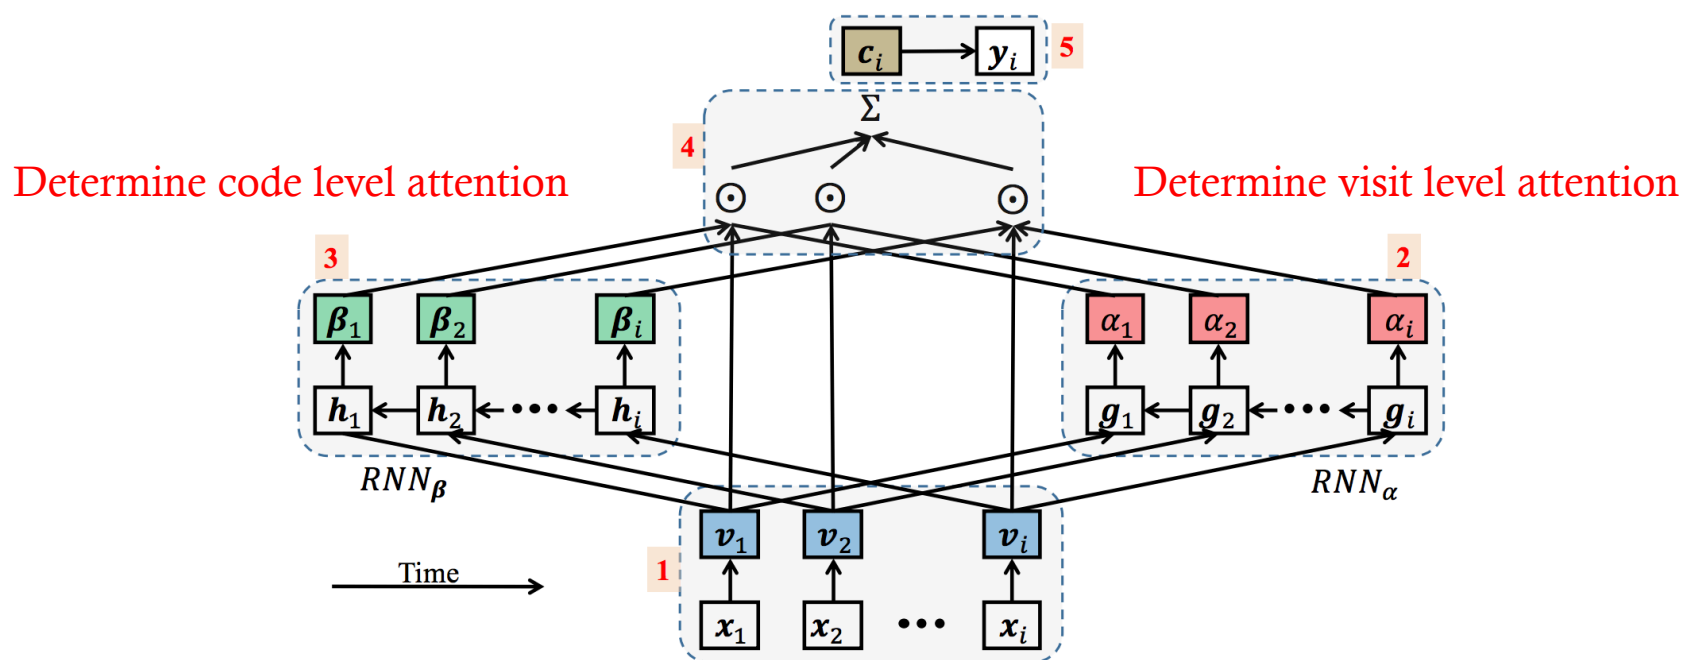 c_i y_i 5
Σ
4
Determine code level attention
Determine visit level attention
⊙ ⊙ ⊙
3
2
β_1 β_2 β_i
α_1 α_2 α_i
h_1 h_2 ••• h_i
g_1 g_2 ••• g_i
RNN_β
RNN_α
v_1 v_2 v_i
1
Time
x_1 x_2 ••• x_i